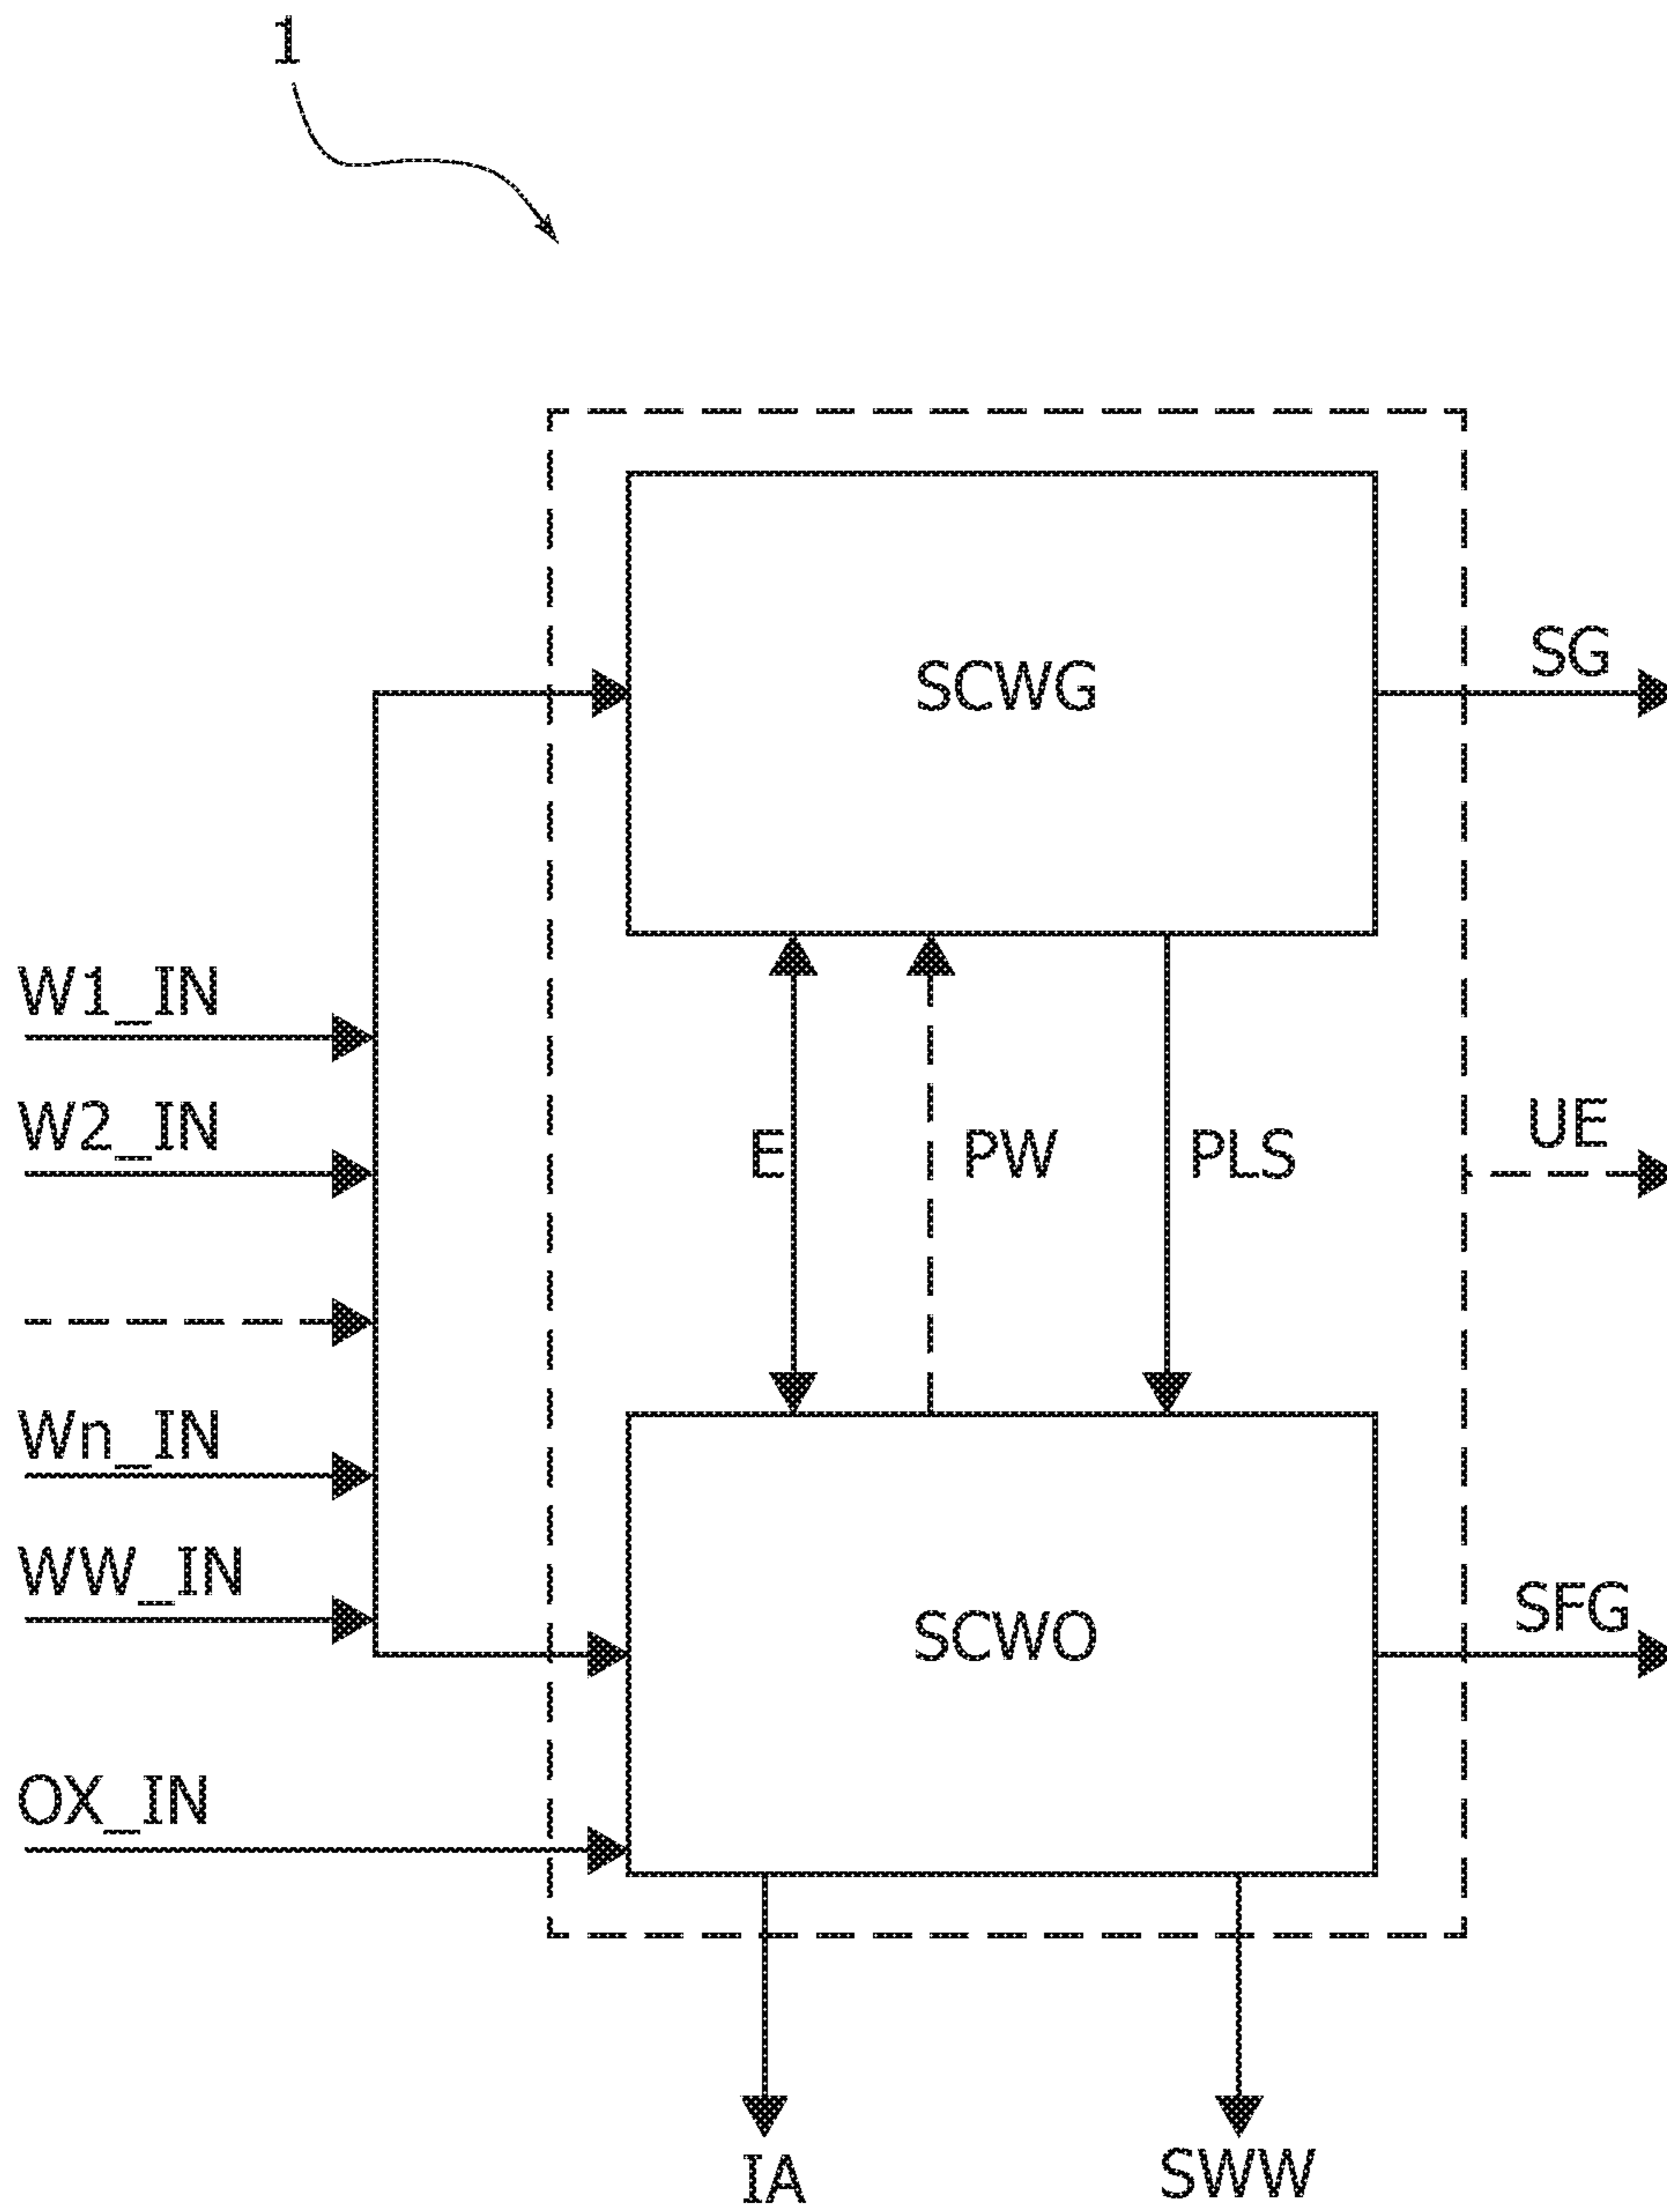 1
SCWG
SG
W1_IN
W2_IN
E
PW
PLS
UE
Wn_IN
WW_IN
SCWO
SFG
OX_IN
IA
SWW